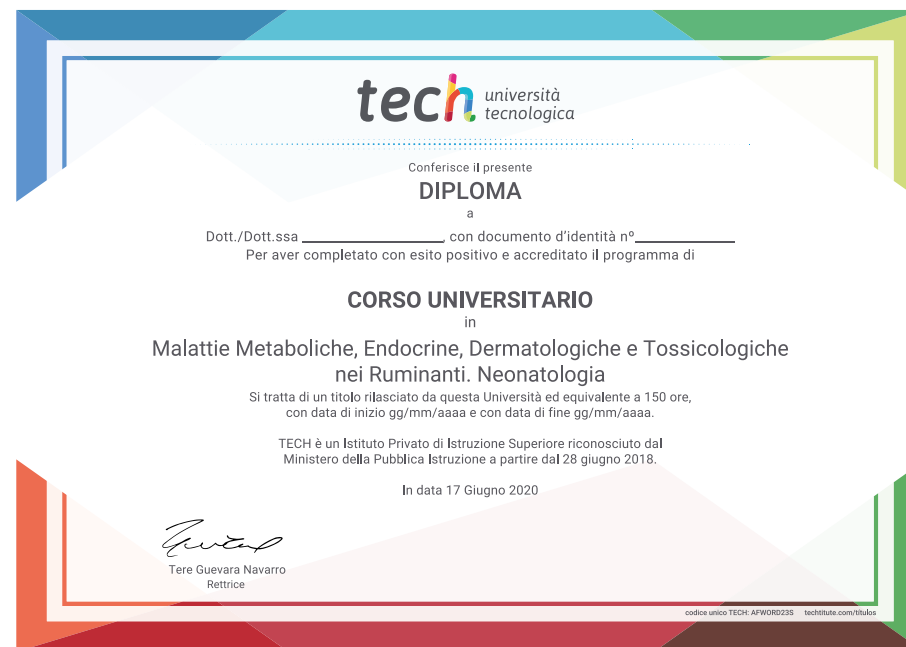 tech università
tecnologica
Conferisce il presente
DIPLOMA
a
Dott./Dott.ssa ____________, con documento d'identità nº____________
Per aver completato con esito positivo e accreditato il programma di
CORSO UNIVERSITARIO
in
Malattie Metaboliche, Endocrine, Dermatologiche e Tossicologiche
nei Ruminanti. Neonatologia
Si tratta di un titolo rilasciato da questa Università ed equivalente a 150 ore,
con data di inizio gg/mm/aaaa e con data di fine gg/mm/aaaa.
TECH è un Istituto Privato di Istruzione Superiore riconosciuto dal
Ministero della Pubblica Istruzione a partire dal 28 giugno 2018.
In data 17 Giugno 2020
Tere Guevara Navarro
Rettrice
codice unico TECH: AFWORD23S techtitute.com/titulos